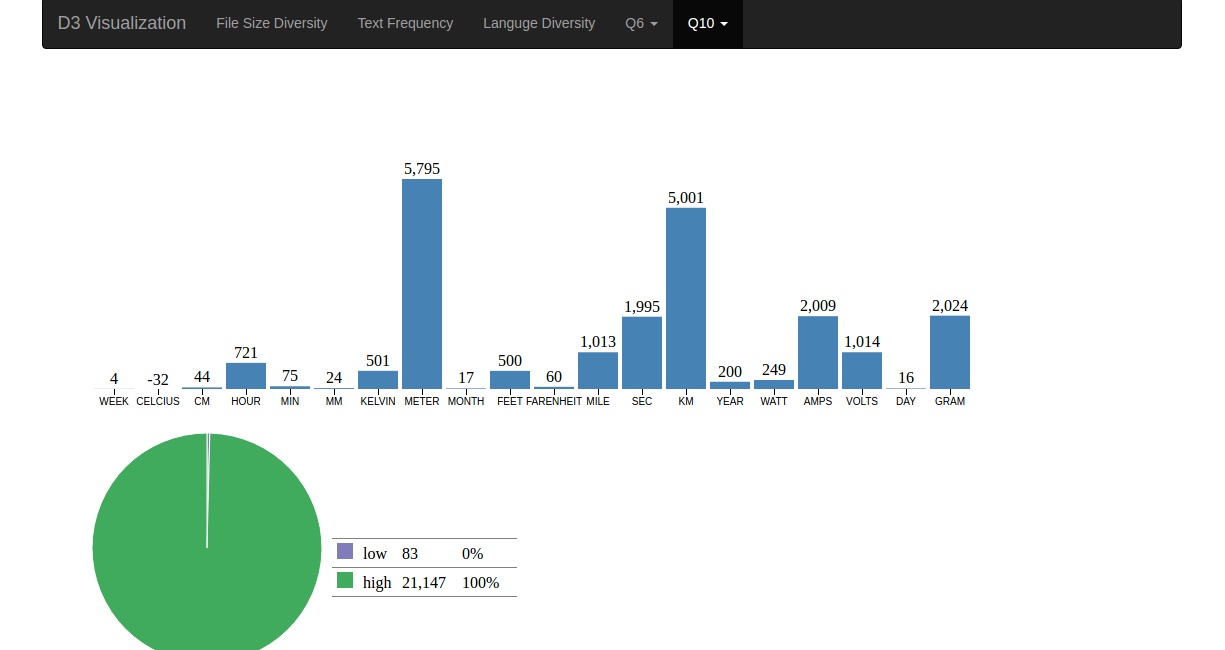 D3 Visualization File Size Diversity Text Frequency Languge Diversity Q6 Q10
5,795
5,001
1,995 2,009 2,024
1,013 1,014
721
501 500
4 -32 44 75 24 17 60 200 249 16
WEEK CELCIUS CM HOUR MIN MM KELVIN METER MONTH FEET FARENHEIT MILE SEC KM YEAR WATT AMPS VOLTS DAY GRAM
low 83 0%
high 21,147 100%